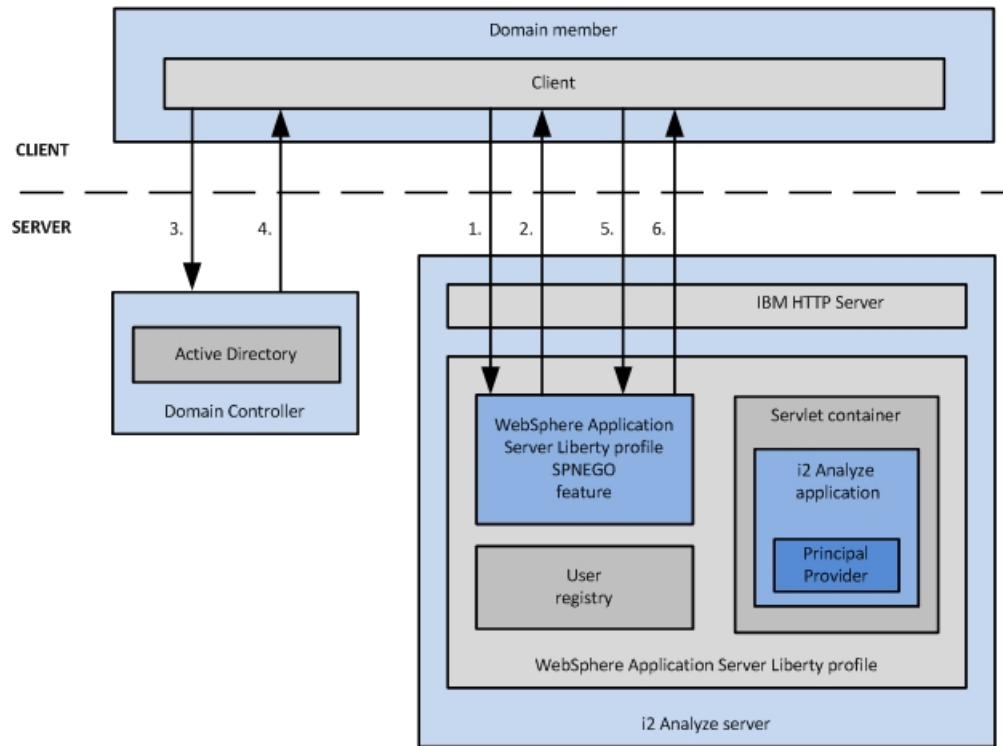 Domain member
Client
CLIENT
SERVER
3.
4.
1.
2.
5.
6.
IBM HTTP Server
Active Directory
Domain Controller
WebSphere Application
Server Liberty profile
SPNEGO
feature
Servlet container
i2 Analyze
application
Principal
Provider
User
registry
WebSphere Application Server Liberty profile
i2 Analyze server